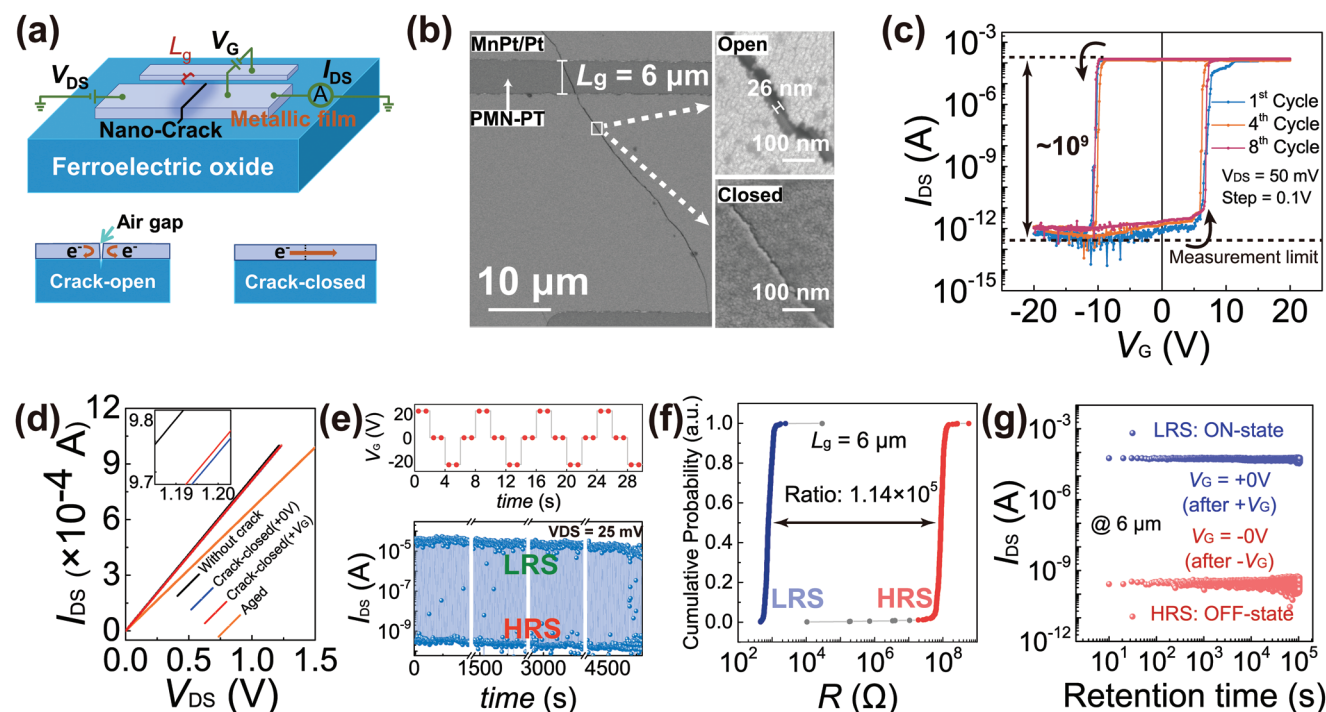 (a)
Lg
VG
VDS
IDS
A
Nano-Crack
Metallic film
Ferroelectric oxide
Air gap
e- e-
Crack-open
e-
Crack-closed
(b)
MnPt/Pt
Lg = 6 μm
PMN-PT
10 μm
Open
26 nm
100 nm
Closed
100 nm
(c)
10-3
10-6
10-9
10-12
10-15
IDS (A)
~109
1st Cycle
4th Cycle
8th Cycle
VDS = 50 mV
Step = 0.1V
Measurement limit
-20 -10 0 10 20
VG (V)
(d)
12
9
6
3
0
IDS (×10-4 A)
9.8
9.7
1.19 1.20
Without crack
Crack-closed(+0V)
Crack-closed(+VG)
Aged
0.0 0.5 1.0 1.5
VDS (V)
(e)
20
0
-20
VG (V)
0 4 8 12 16 20 24 28
time (s)
VDS = 25 mV
10-5
10-7
10-9
IDS (A)
LRS
HRS
0 1500 3000 4500
time (s)
(f)
1.0
0.8
0.6
0.4
0.2
0.0
Cumulative Probability (a.u.)
Lg = 6 μm
Ratio: 1.14×105
LRS
HRS
102 104 106 108
R (Ω)
(g)
10-3
10-6
10-9
10-12
IDS (A)
LRS: ON-state
VG = +0V
(after +VG)
@ 6 μm
VG = -0V
(after -VG)
HRS: OFF-state
101 102 103 104 105
Retention time (s)